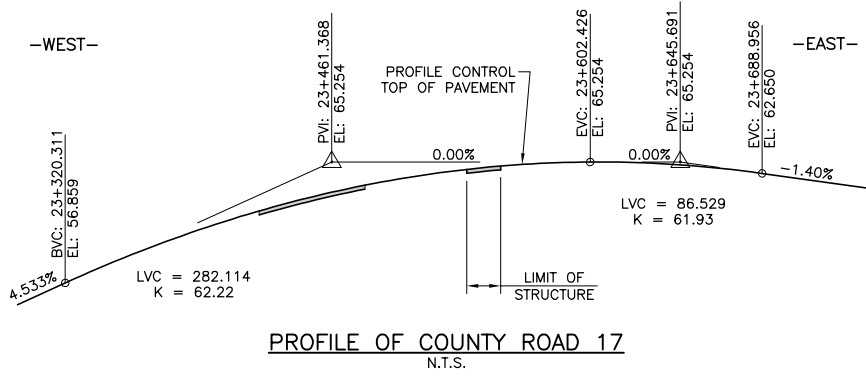 -WEST-
-EAST-
BVC: 23+320.311
EL: 56.859
PVI: 23+461.368
EL: 65.254
PROFILE CONTROL
TOP OF PAVEMENT
EVC: 23+602.426
EL: 65.254
PVI: 23+645.691
EL: 65.254
EVC: 23+688.956
EL: 62.650
4.533%
0.00%
0.00%
-1.40%
LVC = 282.114
K = 62.22
LVC = 86.529
K = 61.93
LIMIT OF
STRUCTURE
PROFILE OF COUNTY ROAD 17
N.T.S.